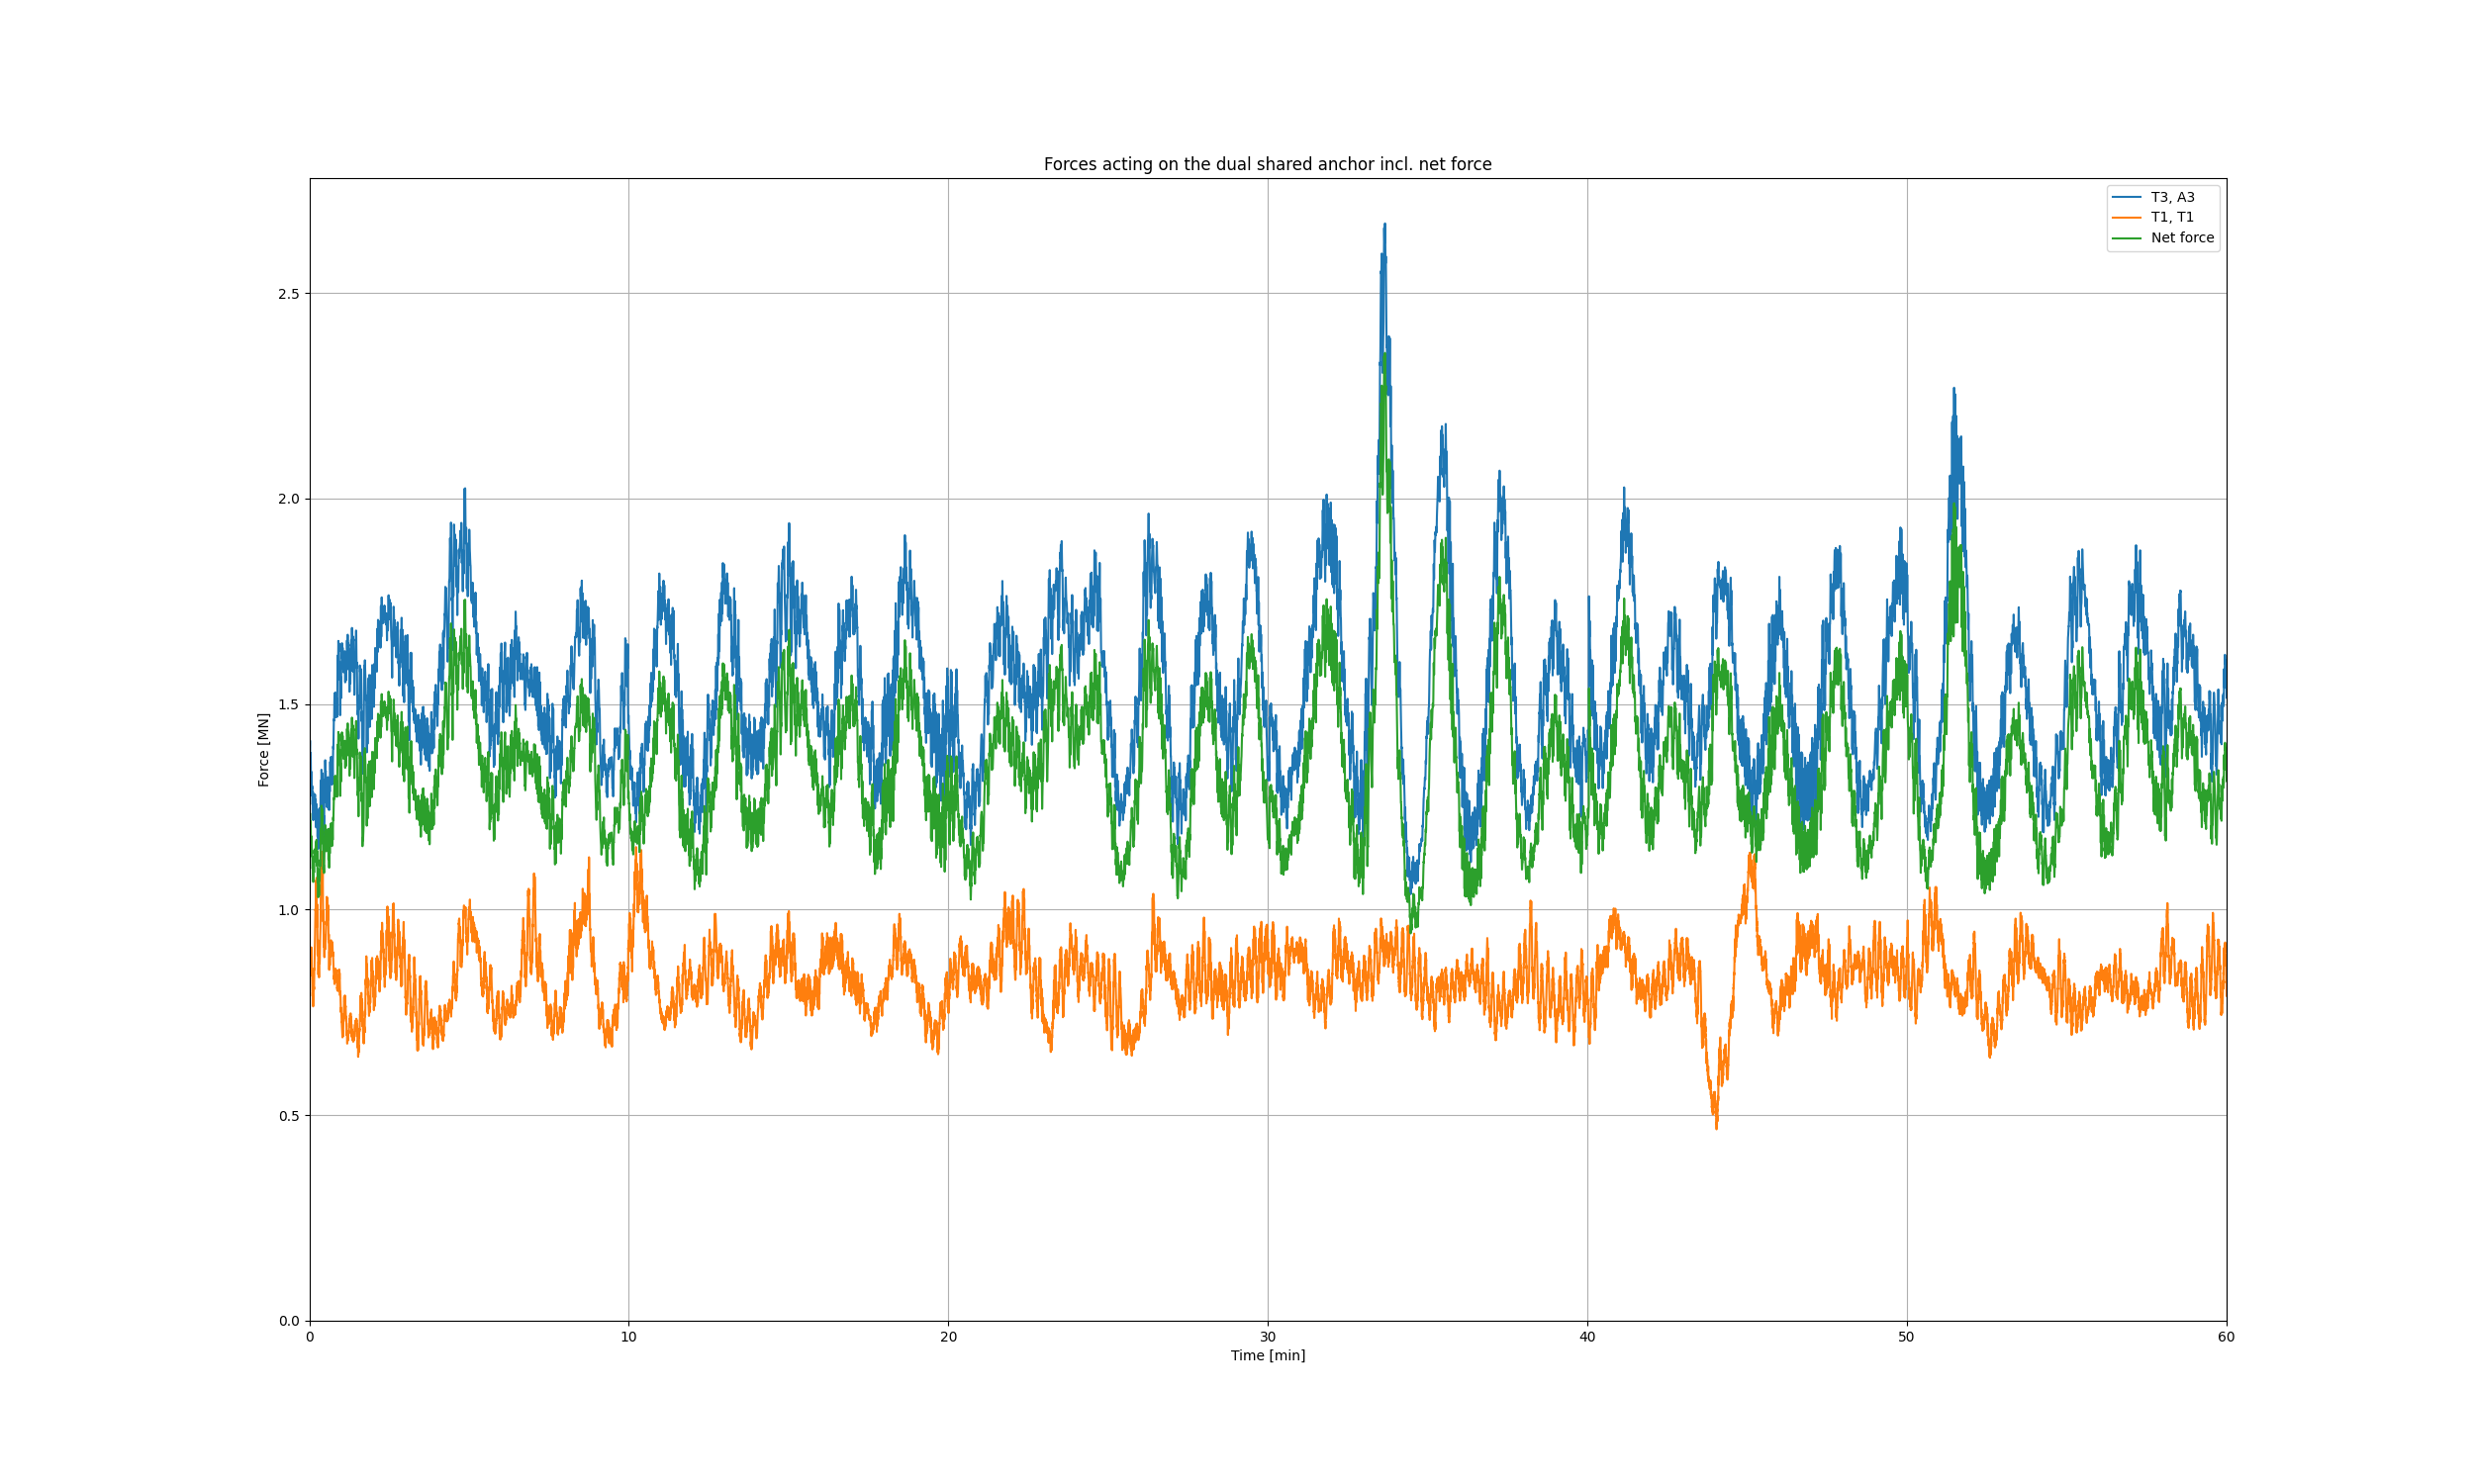 Forces acting on the dual shared anchor incl. net force
T3, A3
T1, T1
Net force
Force [MN]
2.5
2.0
1.5
1.0
0.5
0.0
0 10 20 30 40 50 60
Time [min]